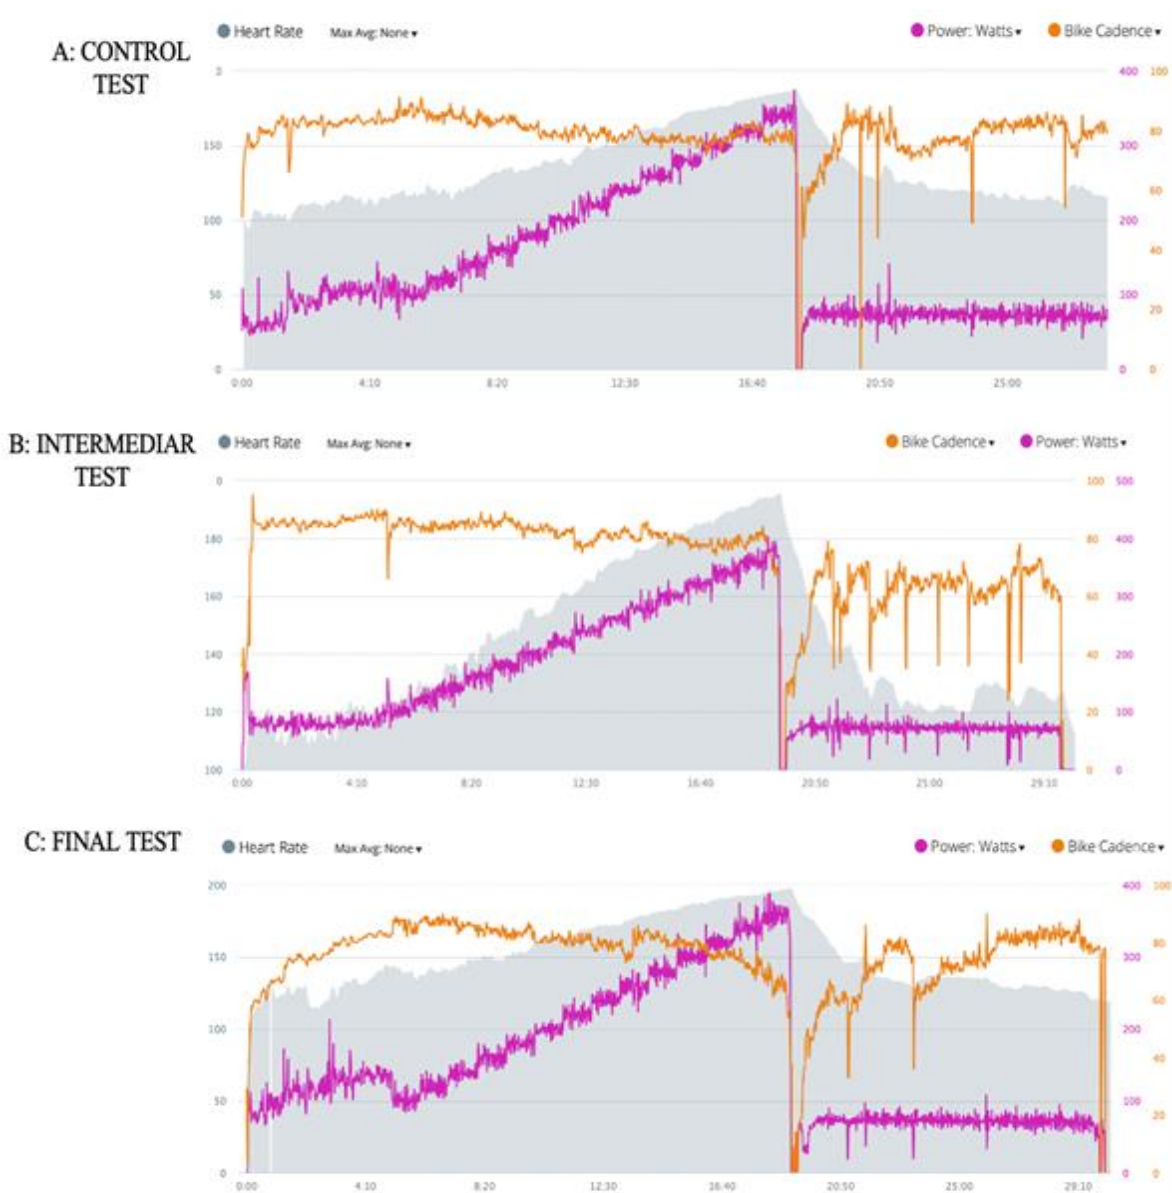 A: CONTROL
TEST
Heart Rate Max Avg: None ▾ Power: Watts ▾ Bike Cadence ▾
2 400 100
150 300 80
60
100 200
40
50 100
20
0 0 0
0:00 4:10 8:20 12:30 16:40 20:50 25:00
B: INTERMEDIAR
TEST
Heart Rate Max Avg: None ▾ Bike Cadence ▾ Power: Watts ▾
0 100 500
180 80 400
160 60 300
140 40 200
120 20 100
100 0 0
0:00 4:10 8:20 12:30 16:40 20:50 25:00 29:10
C: FINAL TEST
Heart Rate Max Avg: None ▾ Power: Watts ▾ Bike Cadence ▾
200 400 100
150 300 80
60
100 200
40
50 100
20
0 0 0
0:00 4:10 8:20 12:30 16:40 20:50 25:00 29:10